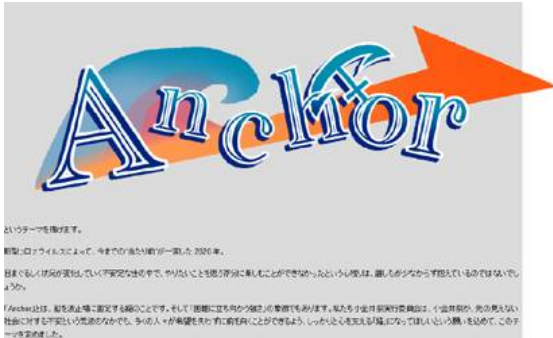 Anchor
というテーマを掲げます。
新型コロナウイルスによって、今までの“当たり前”が一変した 2020 年。
目まぐるしく状況が変化していく不安定な世の中で、やりたいことを思う存分に楽しむことができなかったという心残りは、誰しもが少なからず抱えているのではないでし
ょうか。
「Anchor」とは、船を波止場に固定する錨のことです。そして「困難に立ち向かう強さ」の象徴でもあります。私たち小金井祭実行委員会は、小金井祭が、先の見えない
社会に対する不安という荒波のなかでも、多くの人々が希望を失わずに前を向くことができるよう、しっかりと心を支える「錨」になってほしいという願いを込めて、このテ
ーマを定めました。